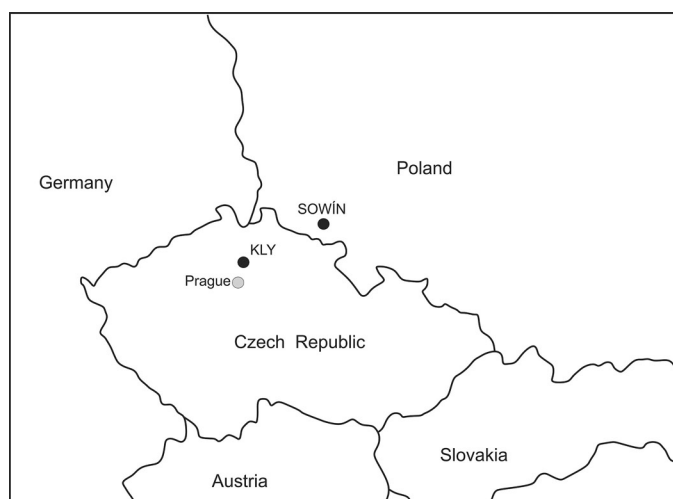 Poland
Germany
SOWÍN
KLY
Prague
Czech Republic
Slovakia
Austria